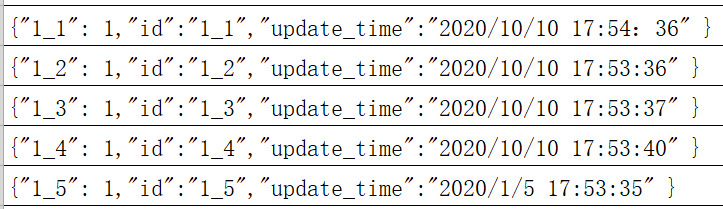 {"1_1": 1,"id":"1_1","update_time":"2020/10/10 17:54：36" }
{"1_2": 1,"id":"1_2","update_time":"2020/10/10 17:53:36" }
{"1_3": 1,"id":"1_3","update_time":"2020/10/10 17:53:37" }
{"1_4": 1,"id":"1_4","update_time":"2020/10/10 17:53:40" }
{"1_5": 1,"id":"1_5","update_time":"2020/1/5 17:53:35" }